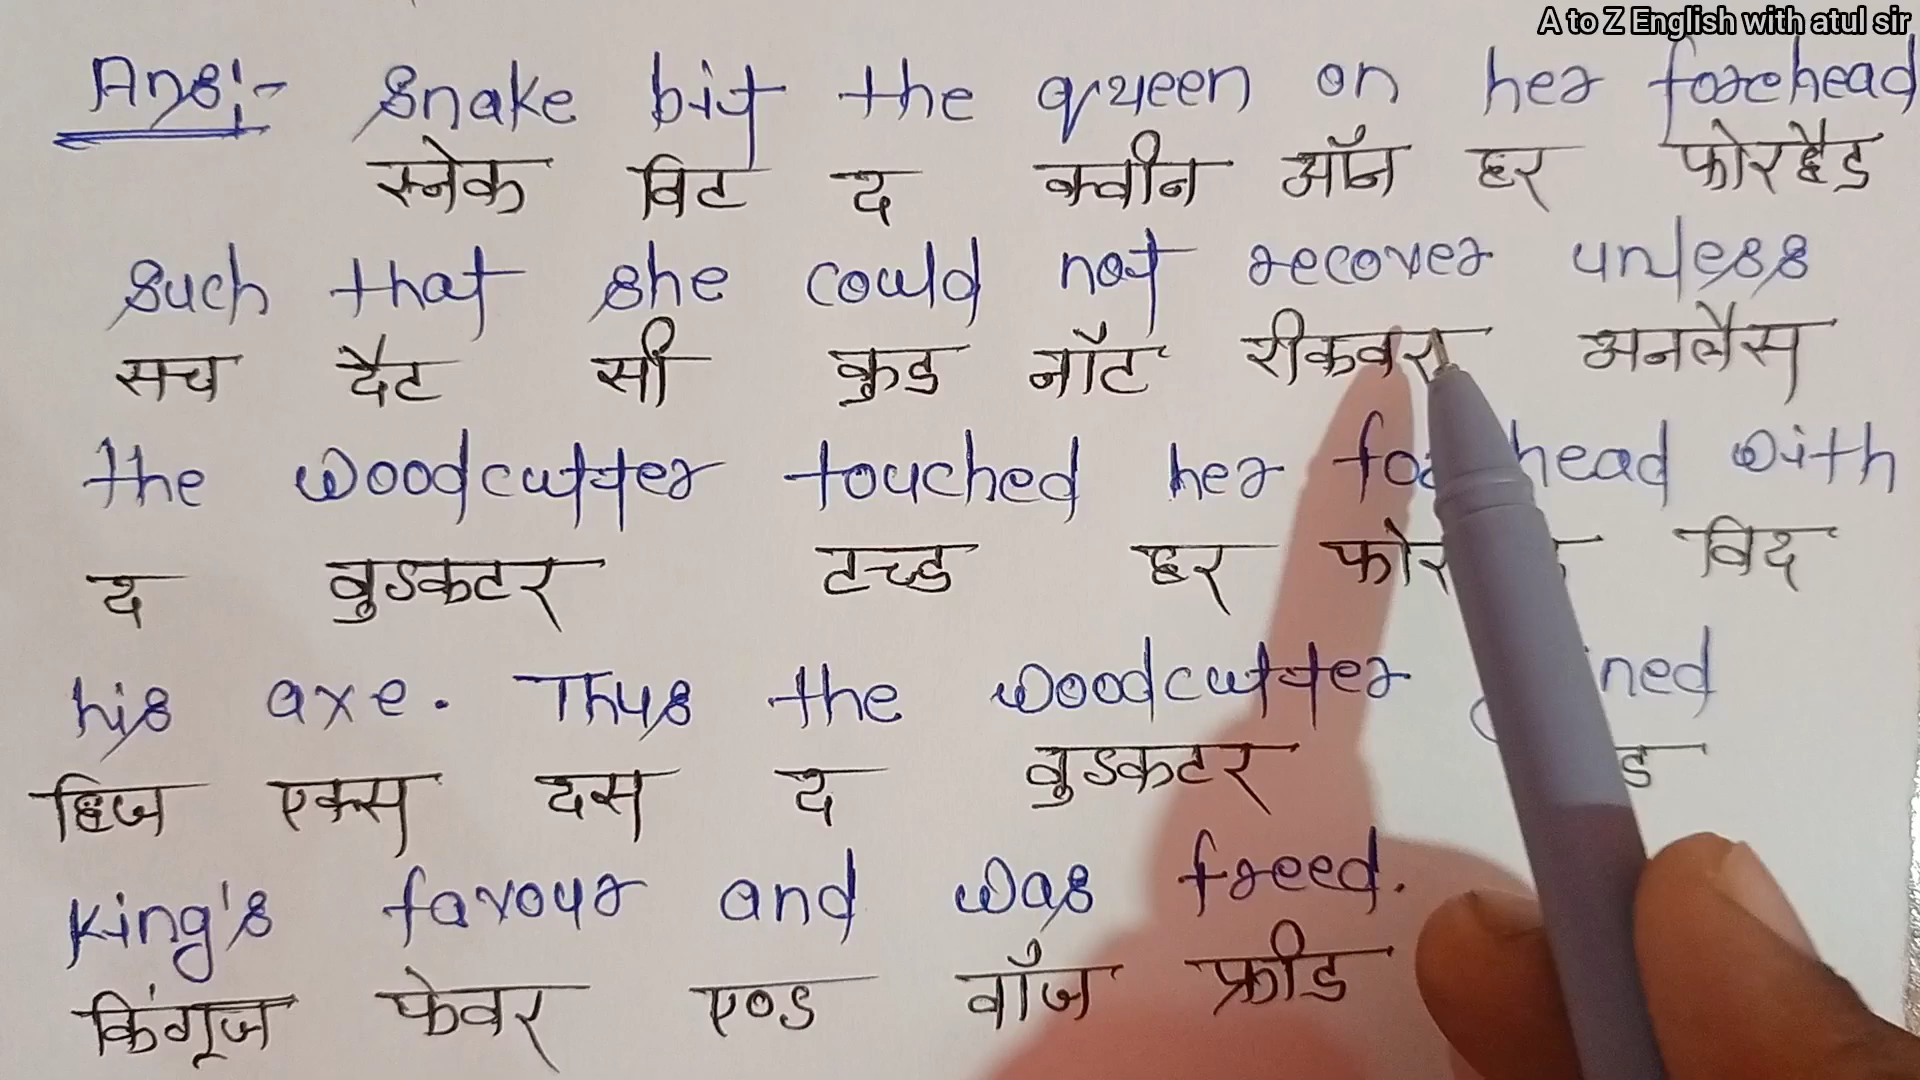 A to Z English with atul sir
Ans:- Snake bit the queen on her forehead
स्नेक विट द क्वीन ऑन हर फोरहैड
such that she could not recover unless
सच दैट सी कुड नॉट रीकवर अनलैस
the woodcutter touched her forehead with
द वुडकटर टच्ड हर विद
his axe. Thus the woodcutter
हिज एक्स दस द वुडकटर
King's favour and was freed.
किंग्ज फेवर एण्ड वॉज फ्रीड